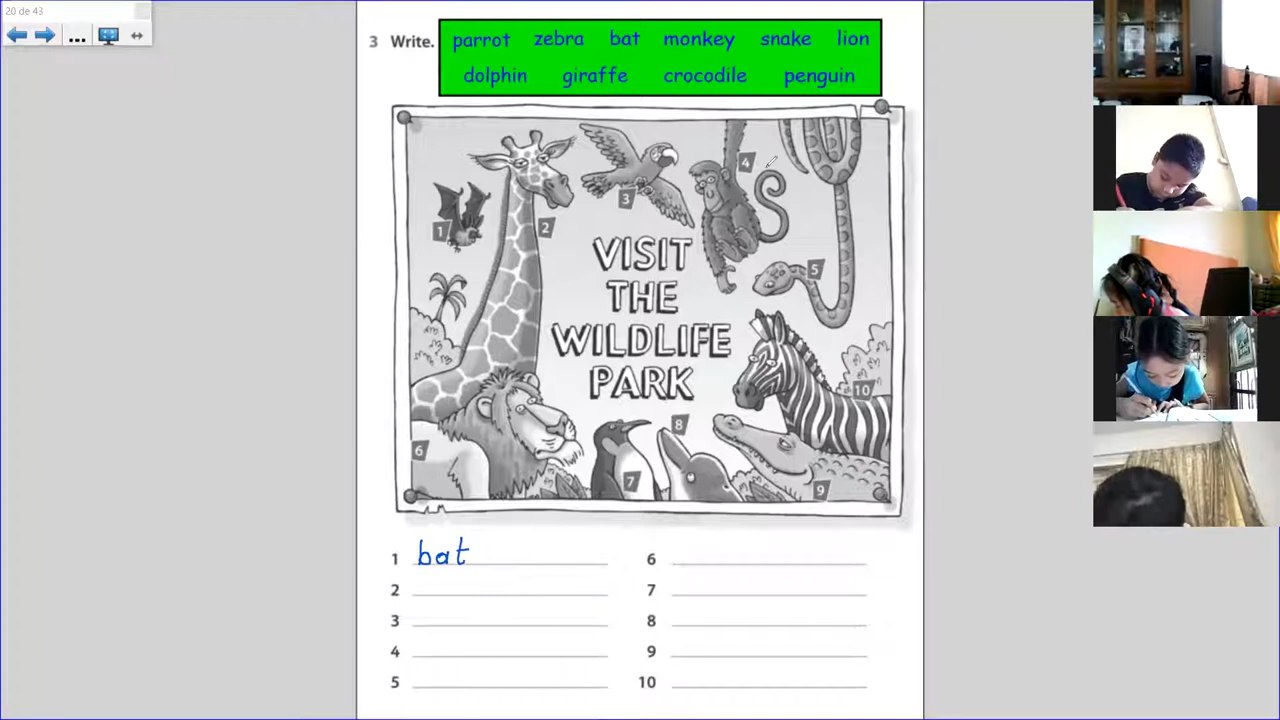 20 de 43
...
3 Write.
parrot zebra bat monkey snake lion
dolphin giraffe crocodile penguin
1
2
3
4
5
VISIT
THE
WILDLIFE
PARK
10
6
7
8
9
1 bat
2
3
4
5
6
7
8
9
10